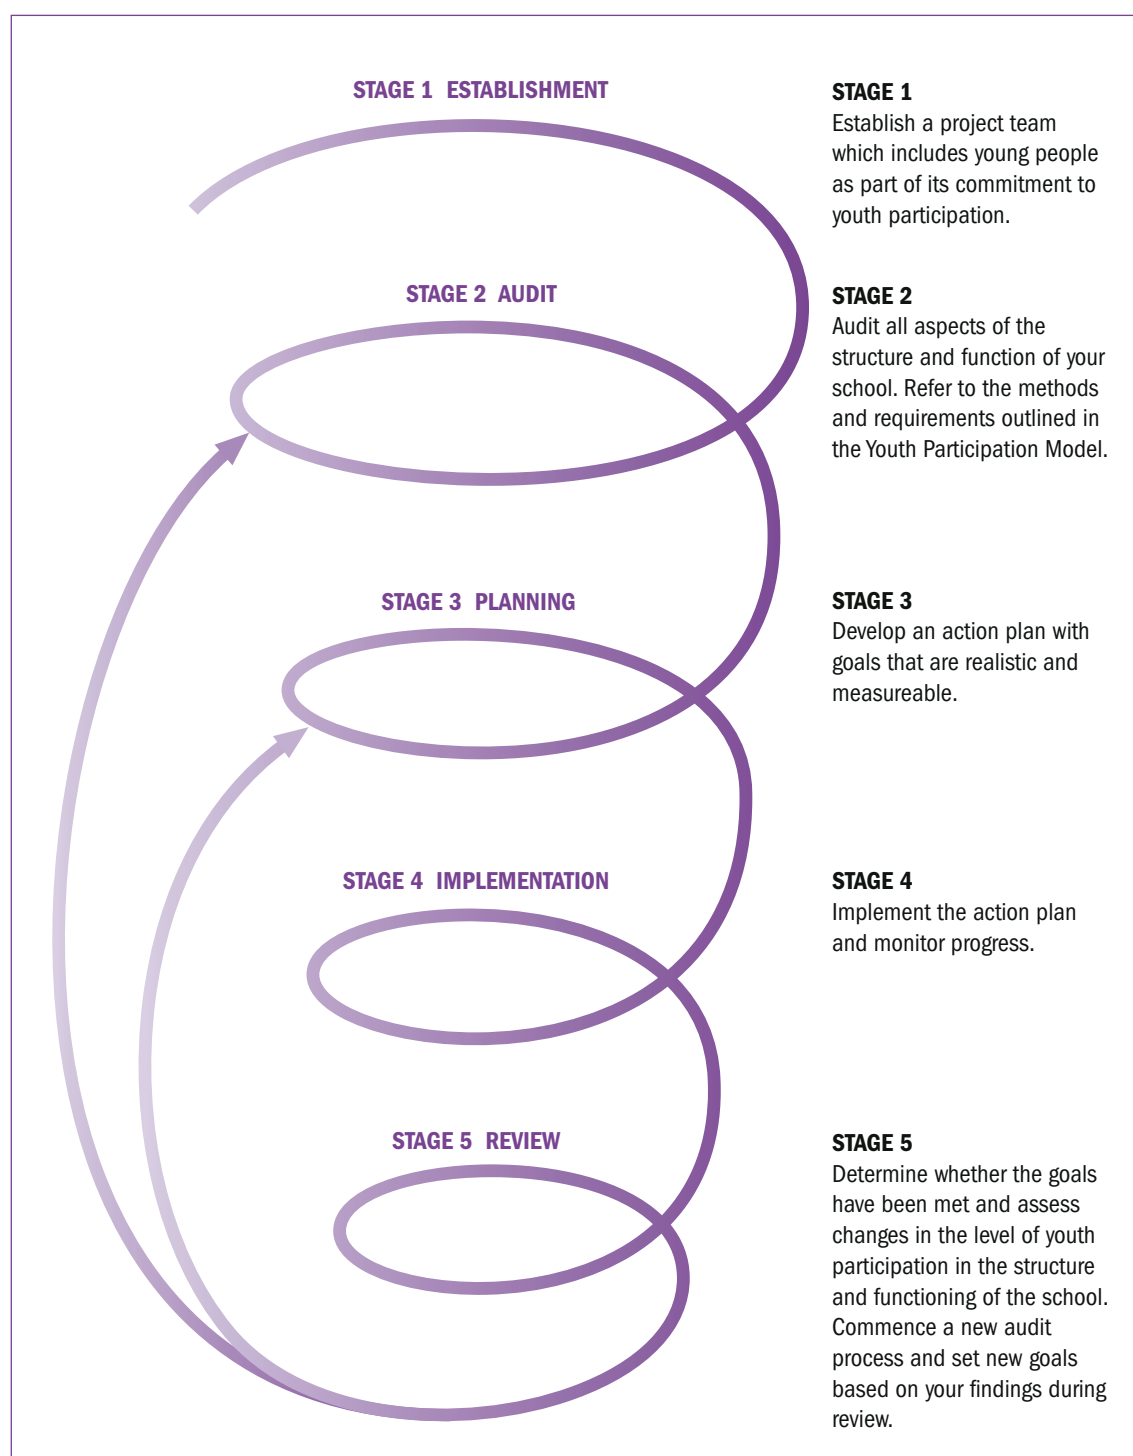 STAGE 1 ESTABLISHMENT
STAGE 1
Establish a project team
which includes young people
as part of its commitment to
youth participation.
STAGE 2 AUDIT
STAGE 2
Audit all aspects of the
structure and function of your
school. Refer to the methods
and requirements outlined in
the Youth Participation Model.
STAGE 3 PLANNING
STAGE 3
Develop an action plan with
goals that are realistic and
measureable.
STAGE 4 IMPLEMENTATION
STAGE 4
Implement the action plan
and monitor progress.
STAGE 5 REVIEW
STAGE 5
Determine whether the goals
have been met and assess
changes in the level of youth
participation in the structure
and functioning of the school.
Commence a new audit
process and set new goals
based on your findings during
review.